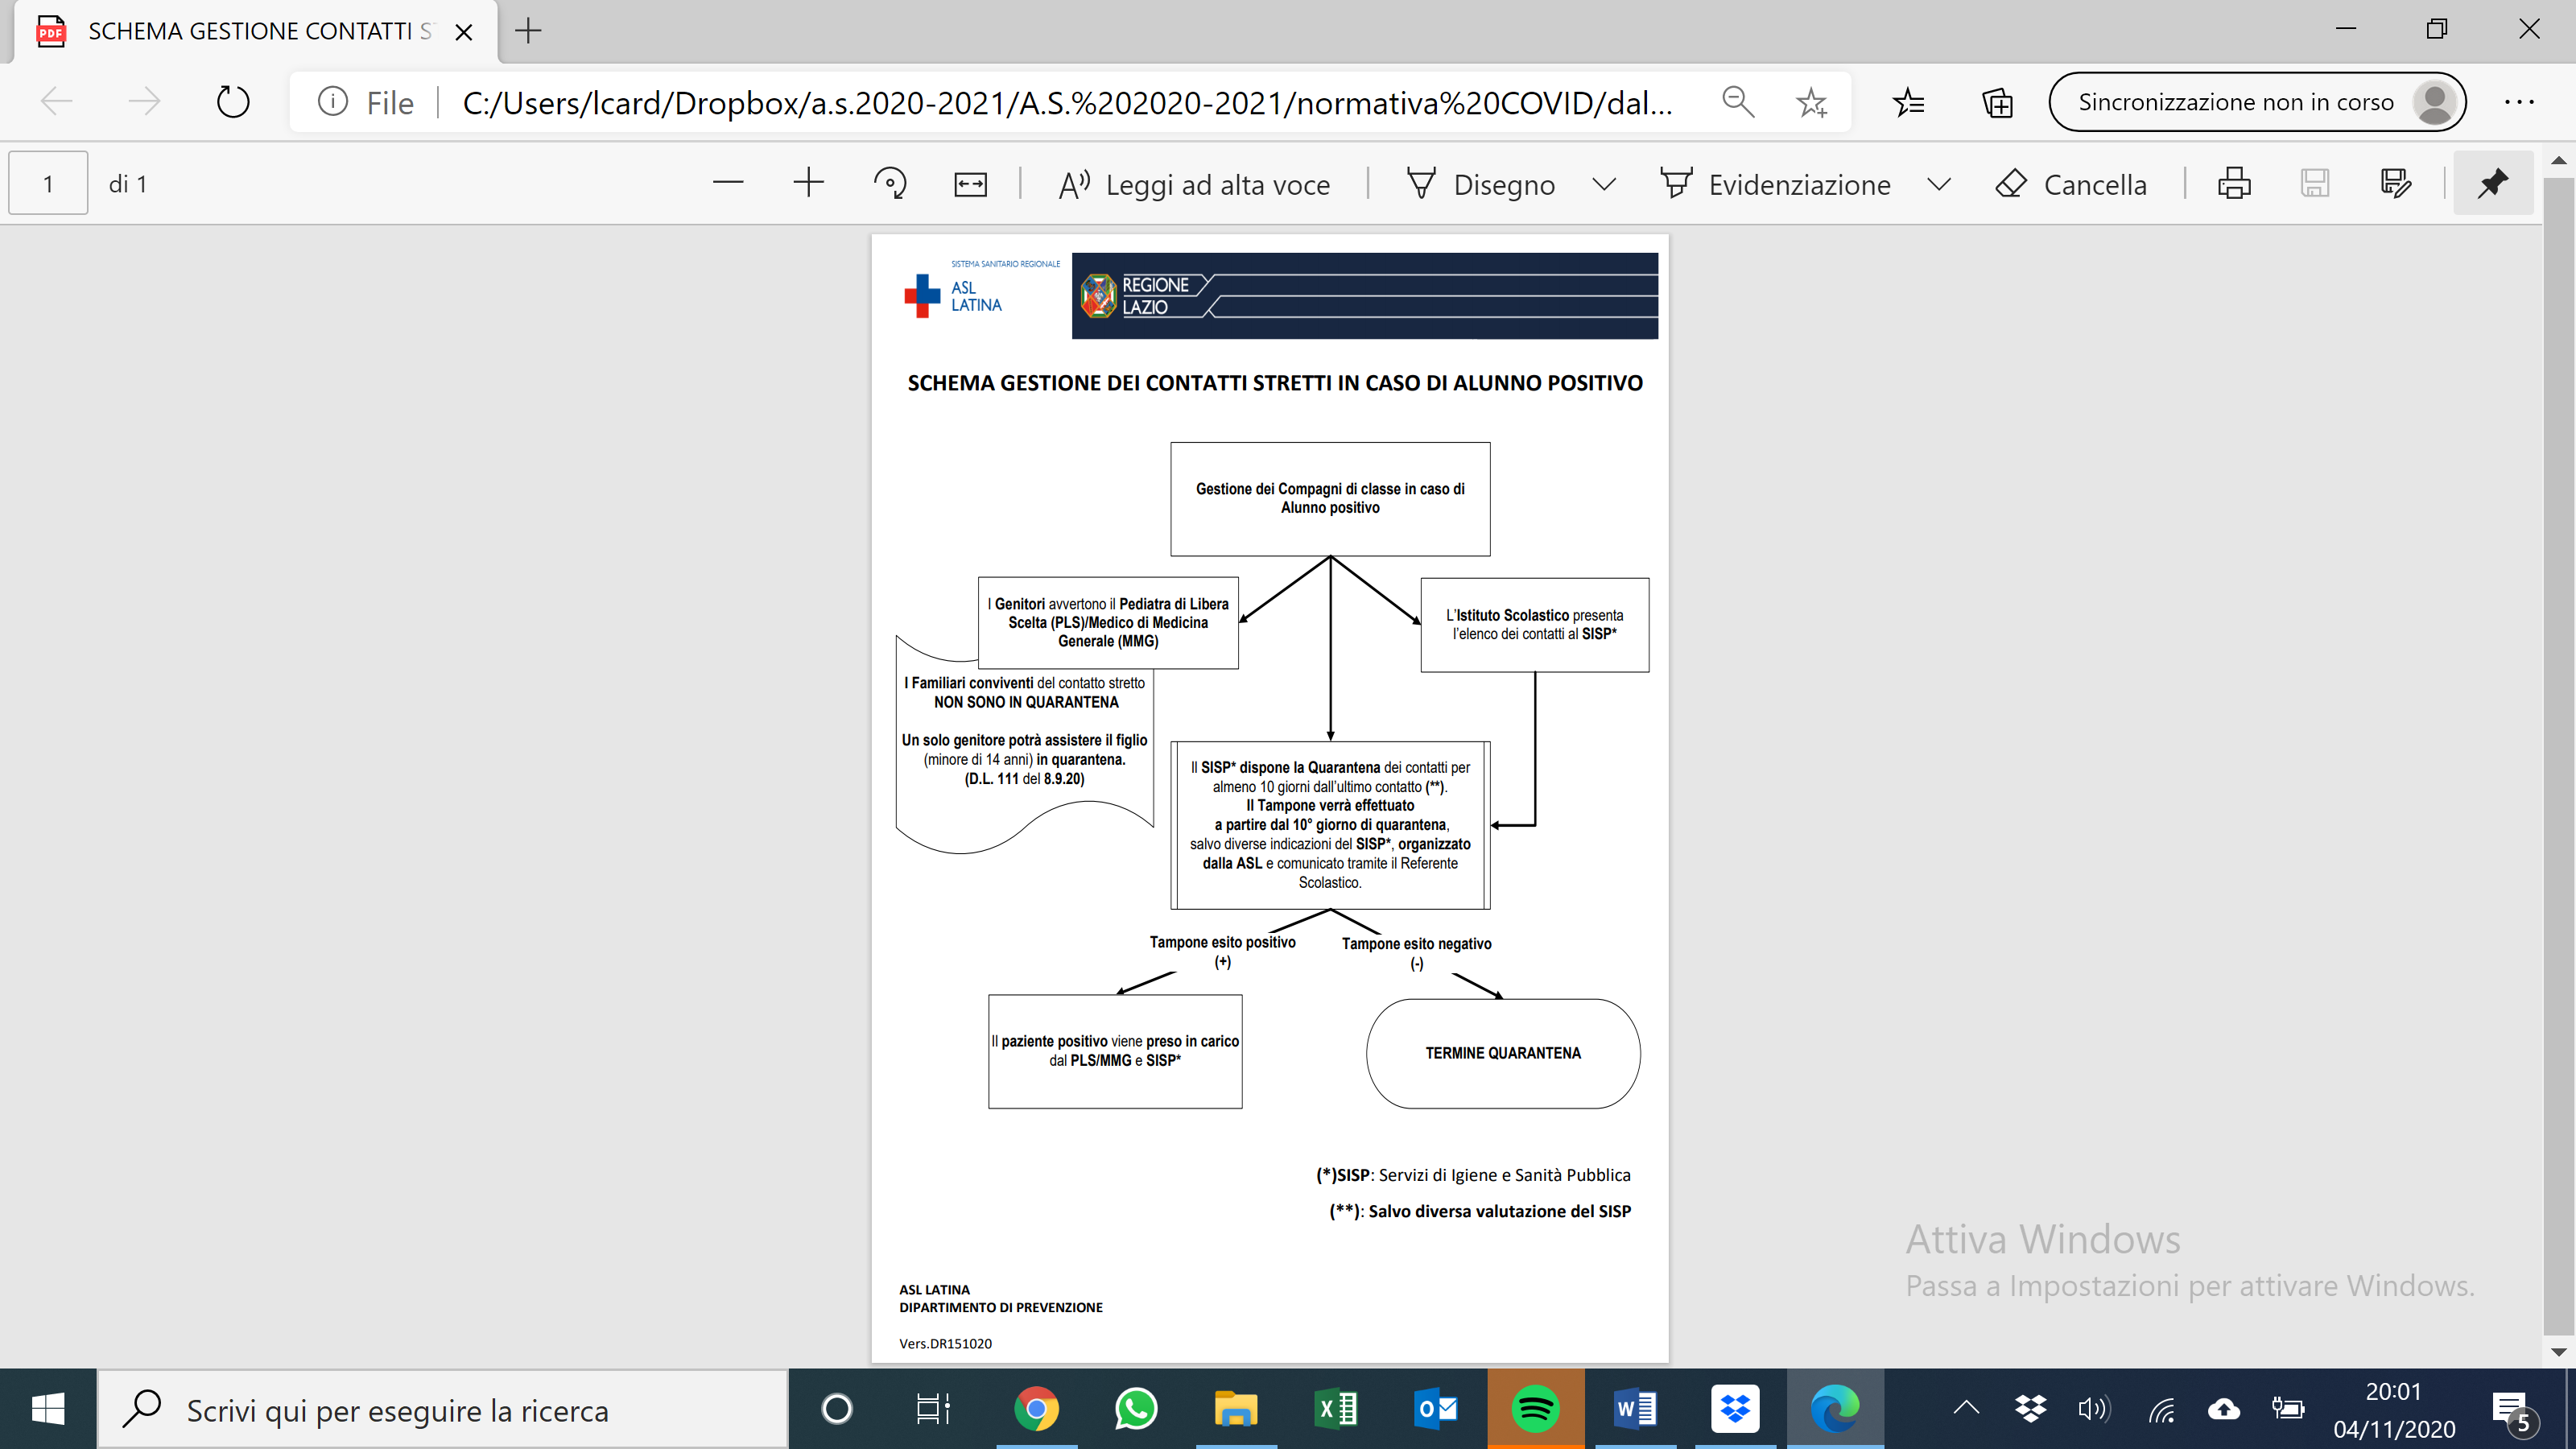 SCHEMA GESTIONE CONTATTI S
File
C:/Users/lcard/Dropbox/a.s.2020-2021/A.S.%202020-2021/normativa%20COVID/dal...
Sincronizzazione non in corso
1
di 1
Leggi ad alta voce
Disegno
Evidenziazione
Cancella
SISTEMA SANITARIO REGIONALE
ASL
LATINA
REGIONE
LAZIO
SCHEMA GESTIONE DEI CONTATTI STRETTI IN CASO DI ALUNNO POSITIVO
Gestione dei Compagni di classe in caso di
Alunno positivo
I Genitori avvertono il Pediatra di Libera
Scelta (PLS)/Medico di Medicina
Generale (MMG)
L'Istituto Scolastico presenta
l'elenco dei contatti al SISP*
I Familiari conviventi del contatto stretto
NON SONO IN QUARANTENA
Un solo genitore potrà assistere il figlio
(minore di 14 anni) in quarantena.
(D.L. 111 del 8.9.20)
Il SISP* dispone la Quarantena dei contatti per
almeno 10 giorni dall'ultimo contatto (**).
Il Tampone verrà effettuato
a partire dal 10° giorno di quarantena,
salvo diverse indicazioni del SISP*, organizzato
dalla ASL e comunicato tramite il Referente
Scolastico.
Tampone esito positivo
(+)
Tampone esito negativo
(-)
Il paziente positivo viene preso in carico
dal PLS/MMG e SISP*
TERMINE QUARANTENA
(*)SISP: Servizi di Igiene e Sanità Pubblica
(**): Salvo diversa valutazione del SISP
ASL LATINA
DIPARTIMENTO DI PREVENZIONE
Vers.DR151020
Attiva Windows
Passa a Impostazioni per attivare Windows.
Scrivi qui per eseguire la ricerca
20:01
04/11/2020
5